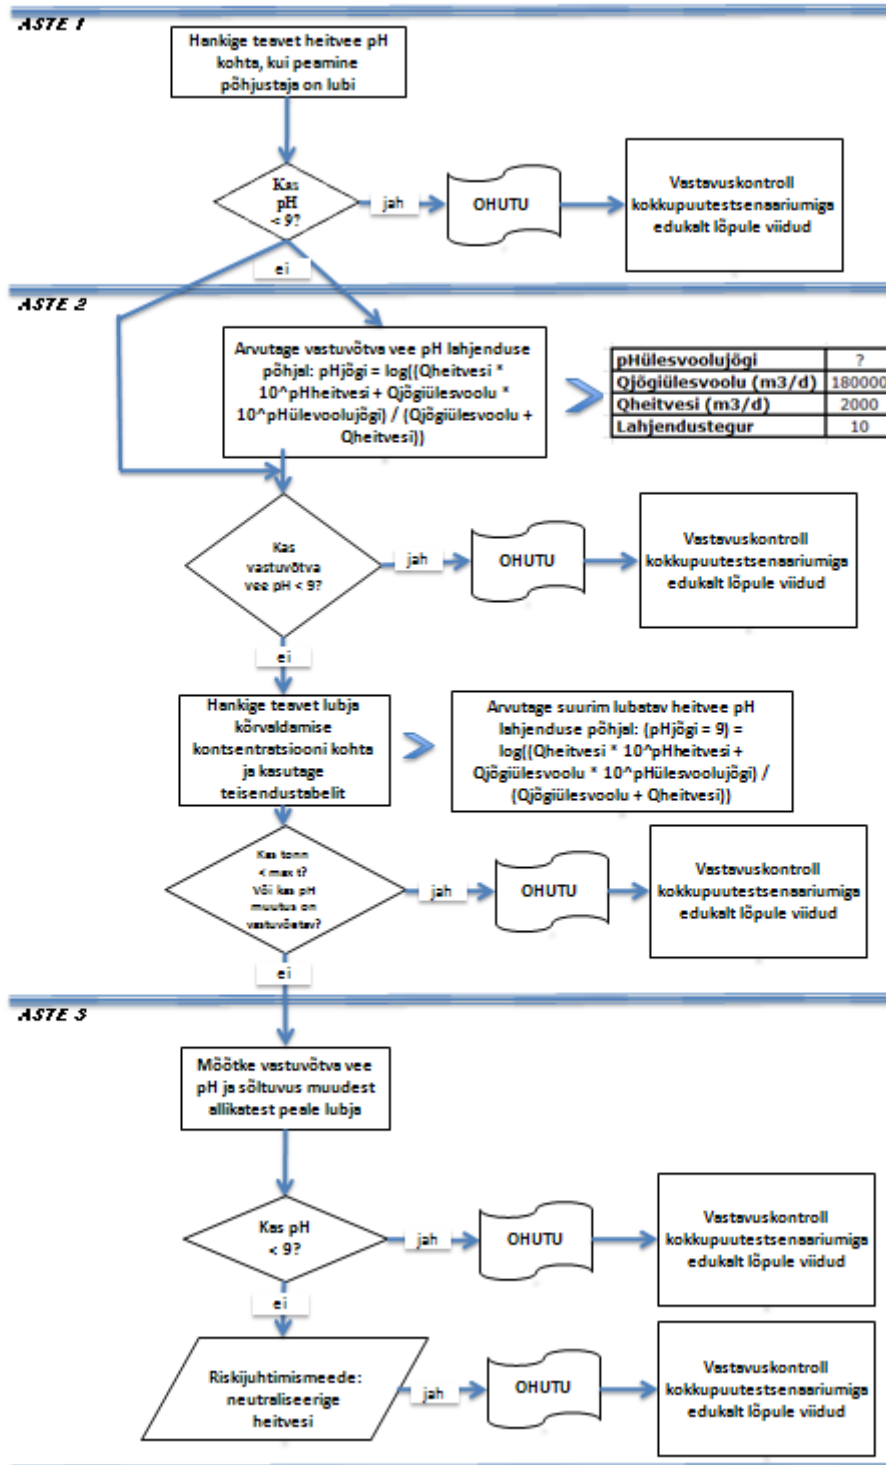 ASTE 1
Hankige teavet heitvee pH
kohta, kui peamine
põhjustaja on lubi
Kas
pH
< 9?
jah
OHUTU
Vastavuskontroll
kokkupuutestsenaariumiga
edukalt lõpule viidud
ei
ASTE 2
Arvutage vastuvõtva vee pH lahjenduse
põhjal: pHjõgi = log((Qheitvesi *
10^pHheitvesi + Qjõgiülesvoolu *
10^pHülevoolujõgi) / (Qjõgiülesvoolu +
Qheitvesi))
pHülesvoolujõgi ?
Qjõgiülesvoolu (m3/d) 180000
Qheitvesi (m3/d) 2000
Lahjendustegur 10
Kas
vastuvõtva
vee pH < 9?
jah
OHUTU
Vastavuskontroll
kokkupuutestsenaariumiga
edukalt lõpule viidud
ei
Hankige teavet lubja
kõrvaldamise
kontsentratsiooni kohta
ja kasutage
teisendustabelit
Arvutage suurim lubatav heitvee pH
lahjenduse põhjal: (pHjõgi = 9) =
log((Qheitvesi * 10^pHheitvesi +
Qjõgiülesvoolu * 10^pHülesvoolujõgi) /
(Qjõgiülesvoolu + Qheitvesi))
Kas tonn
< max t?
Või kas pH
muutus on
vastuvõetav?
jah
OHUTU
Vastavuskontroll
kokkupuutestsenaariumiga
edukalt lõpule viidud
ei
ASTE 3
Mõõtke vastuvõtva vee
pH ja sõltuvus muudest
allikatest peale lubja
Kas pH
< 9?
jah
OHUTU
Vastavuskontroll
kokkupuutestsenaariumiga
edukalt lõpule viidud
ei
Riskijuhtimismeede:
neutraliseerige
heitvesi
jah
OHUTU
Vastavuskontroll
kokkupuutestsenaariumiga
edukalt lõpule viidud